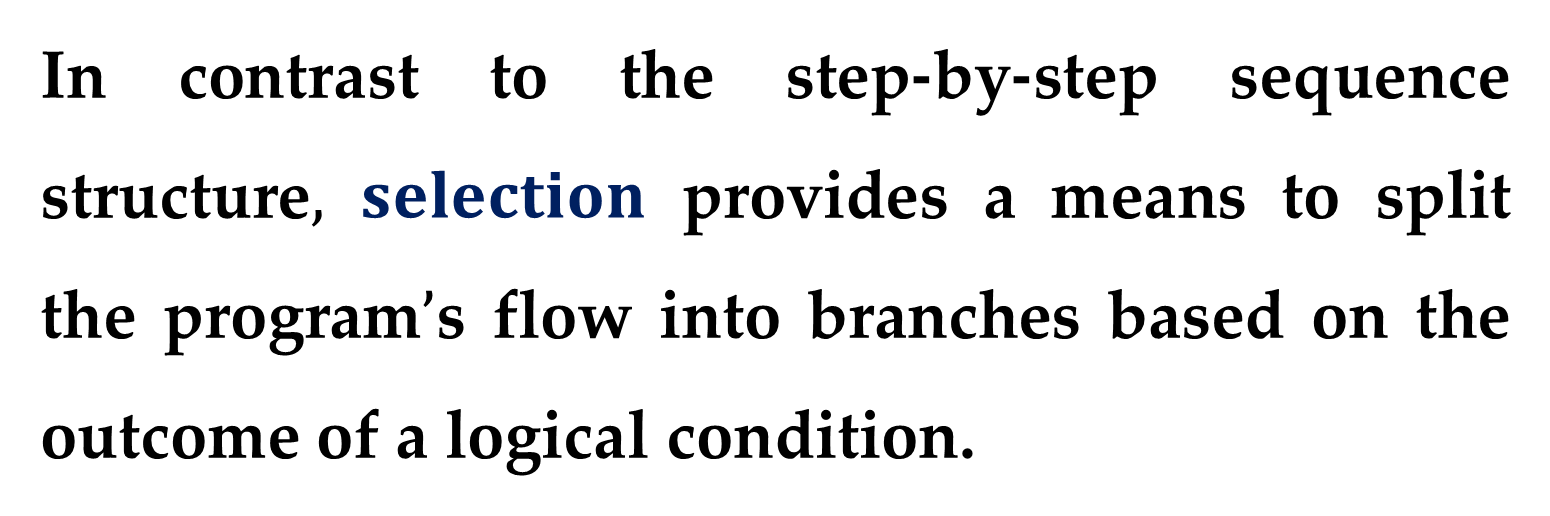 In contrast to the step-by-step sequence
structure, selection provides a means to split
the program’s flow into branches based on the
outcome of a logical condition.